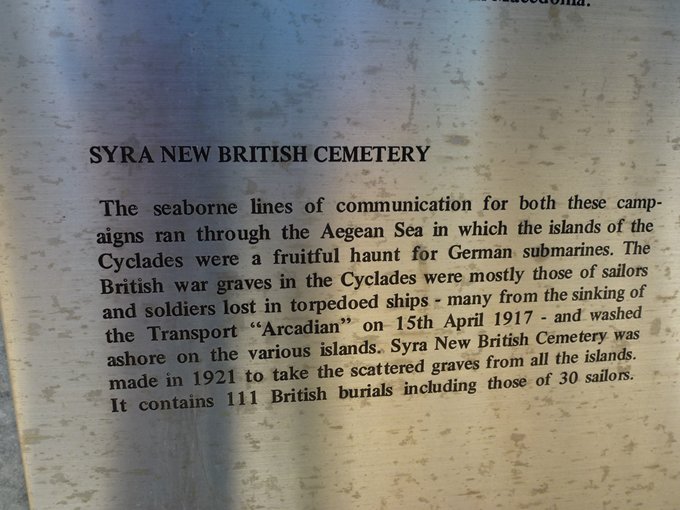 Macedonia.
SYRA NEW BRITISH CEMETERY
The seaborne lines of communication for both these camp-
aigns ran through the Aegean Sea in which the islands of the
Cyclades were a fruitful haunt for German submarines. The
British war graves in the Cyclades were mostly those of sailors
and soldiers lost in torpedoed ships - many from the sinking of
the Transport “Arcadian” on 15th April 1917 - and washed
ashore on the various islands. Syra New British Cemetery was
made in 1921 to take the scattered graves from all the islands.
It contains 111 British burials including those of 30 sailors.